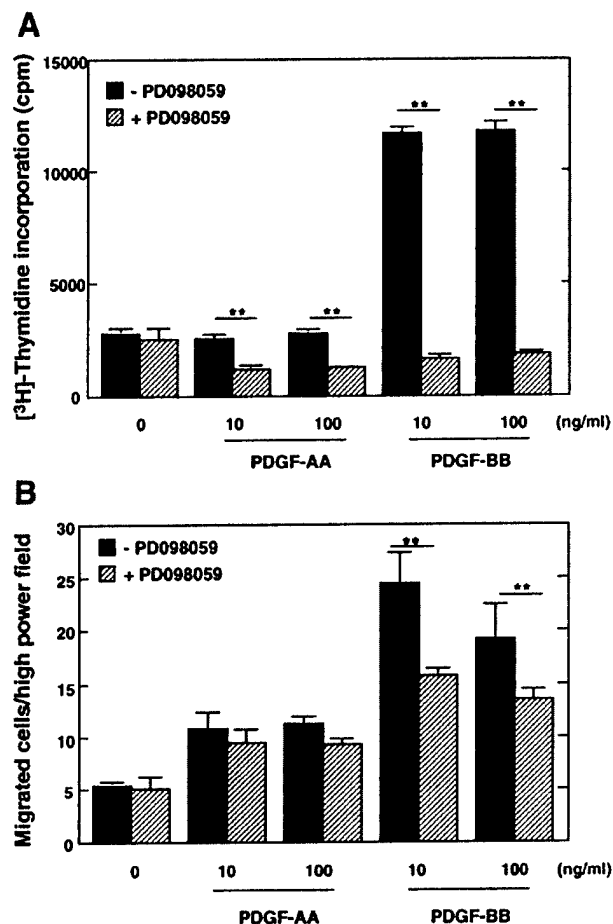 A
[³H]-Thymidine incorporation (cpm)
15000
10000
5000
0
- PD098059
+ PD098059
**
**
**
**
0
10
100
10
100
(ng/ml)
PDGF-AA
PDGF-BB
B
Migrated cells/high power field
30
25
20
15
10
5
0
- PD098059
+ PD098059
**
**
0
10
100
10
100
(ng/ml)
PDGF-AA
PDGF-BB